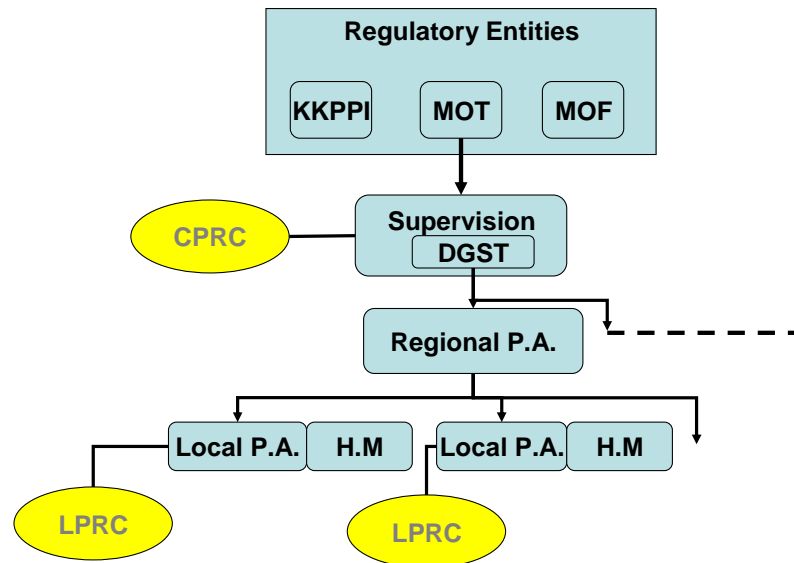 Regulatory Entities
KKPPI MOT MOF
Supervision
CPRC
DGST
Regional P.A.
Local P.A. H.M Local P.A. H.M
LPRC LPRC